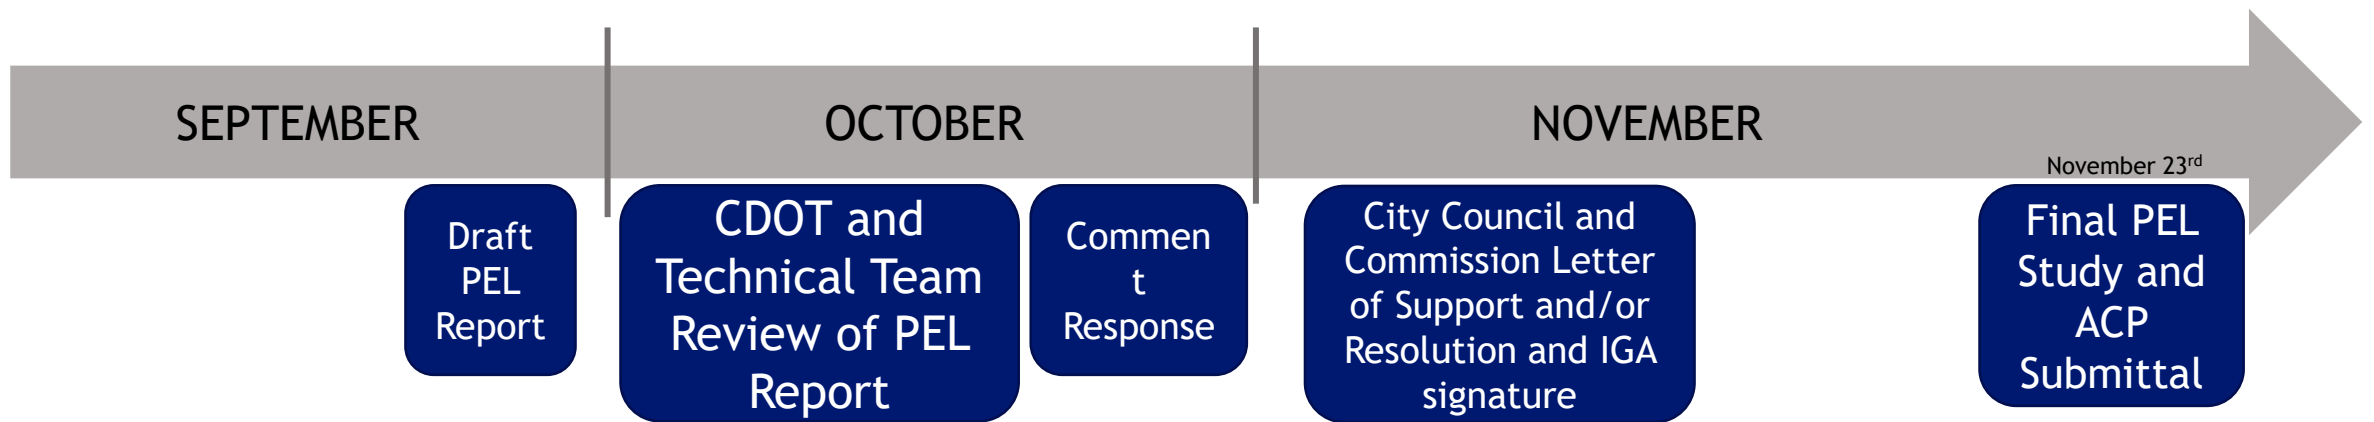 SEPTEMBER
OCTOBER
NOVEMBER
November 23rd
Draft
PEL
Report
CDOT and
Technical Team
Review of PEL
Report
Commen
t
Response
City Council and
Commission Letter
of Support and/or
Resolution and IGA
signature
Final PEL
Study and
ACP
Submittal